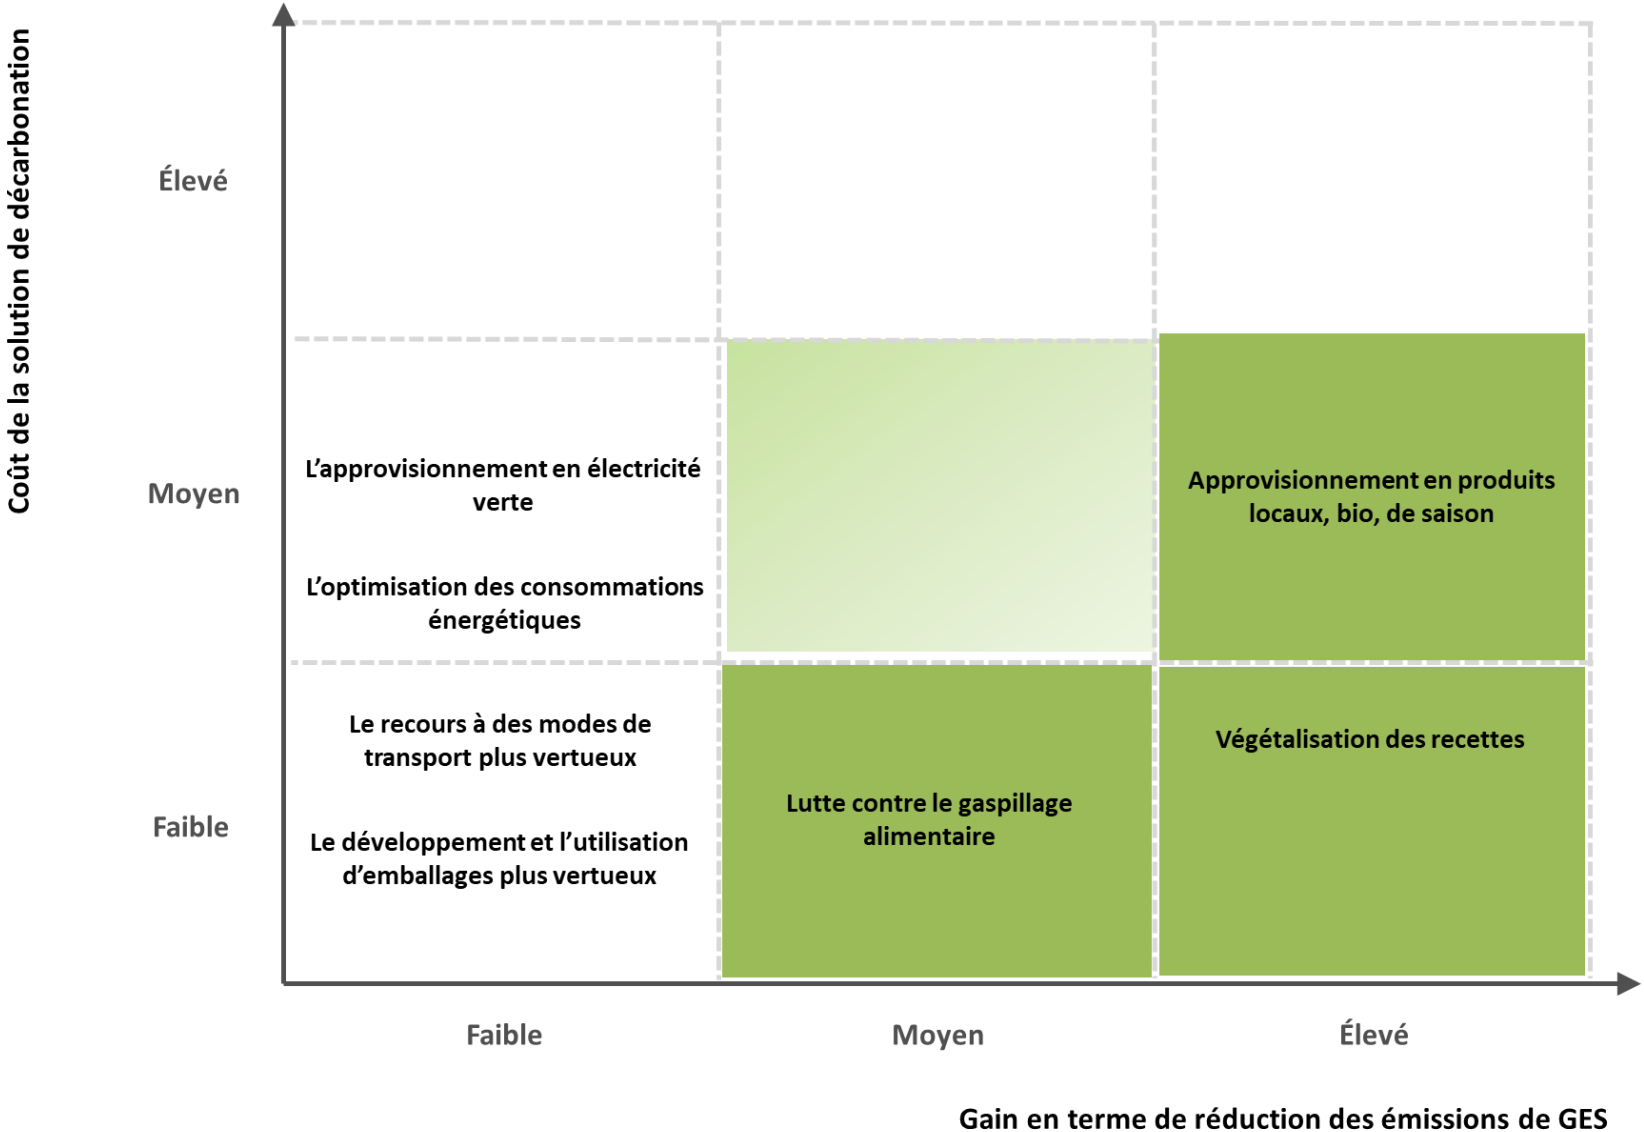 Coût de la solution de décarbonation
Élevé
Moyen
L’approvisionnement en électricité
verte
L’optimisation des consommations
énergétiques
Approvisionnement en produits
locaux, bio, de saison
Faible
Le recours à des modes de
transport plus vertueux
Le développement et l’utilisation
d’emballages plus vertueux
Lutte contre le gaspillage
alimentaire
Végétalisation des recettes
Faible
Moyen
Élevé
Gain en terme de réduction des émissions de GES